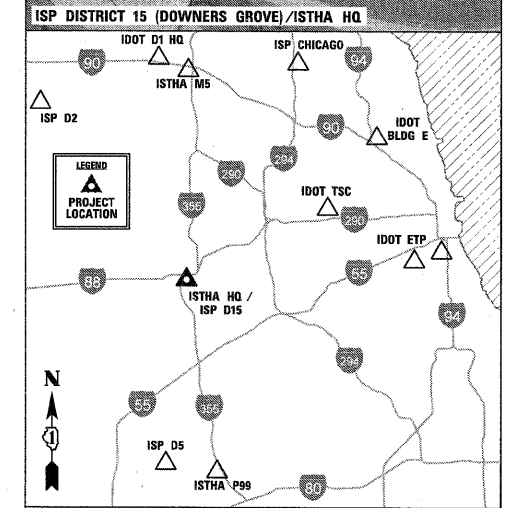 ISP DISTRICT 15 (DOWNERS GROVE)/ISTHA HQ
IDOT D1 HQ
ISP CHICAGO
90
94
ISTHA M5
ISP D2
90
IDOT
BLDG E
LEGEND
PROJECT
LOCATION
290
294
355
IDOT TSC
290
IDOT ETP
88
55
ISTHA HQ /
ISP D15
94
294
N
55
355
1
ISP D5
ISTHA P99
80